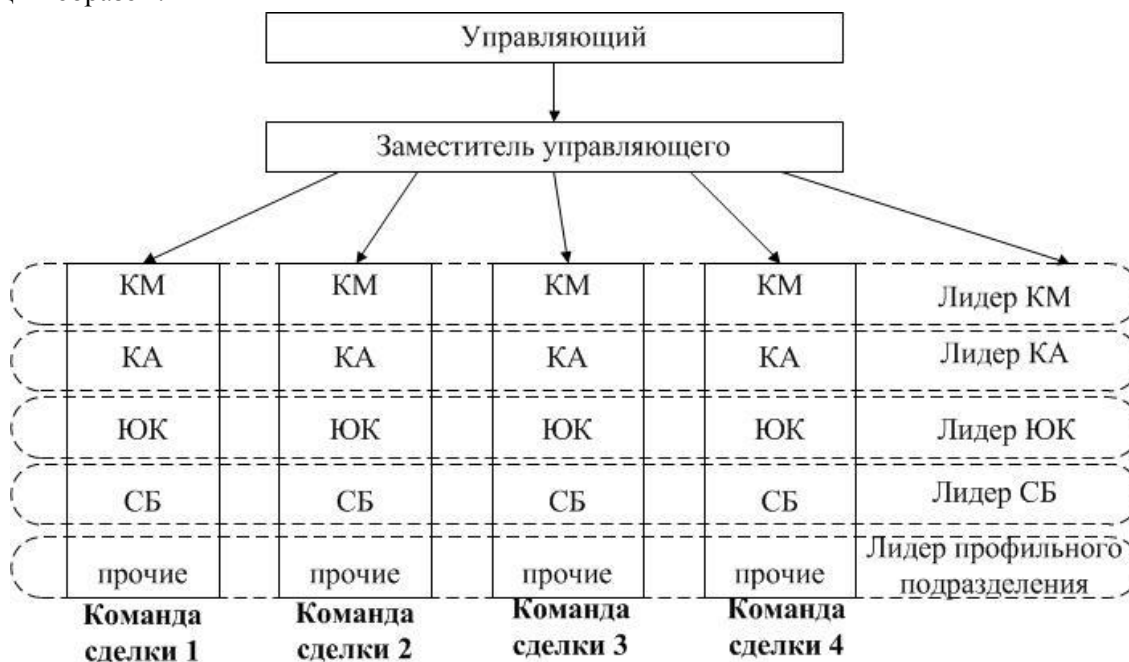 Управляющий
Заместитель управляющего
КМ КМ КМ КМ Лидер КМ
КА КА КА КА Лидер КА
ЮК ЮК ЮК ЮК Лидер ЮК
СБ СБ СБ СБ Лидер СБ
прочие прочие прочие прочие Лидер профильного
подразделения
Команда Команда Команда Команда
сделки 1 сделки 2 сделки 3 сделки 4